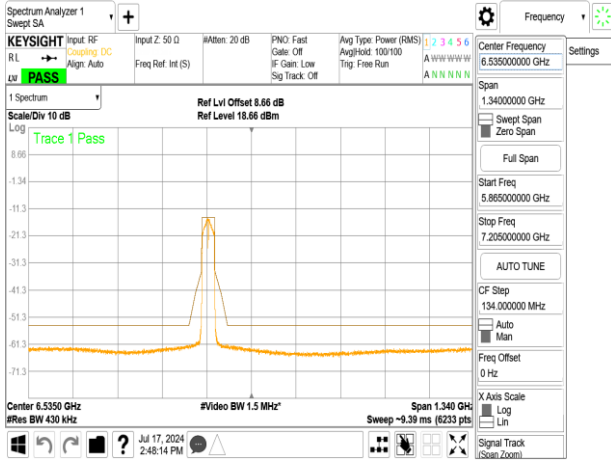 Spectrum Analyzer 1
Swept SA
Frequency
Settings
KEYSIGHT
Input: RF
Coupling: DC
Align: Auto
Input Z: 50 Ω
Freq Ref: Int (S)
#Atten: 20 dB
PNO: Fast
Gate: Off
IF Gain: Low
Sig Track: Off
Avg Type: Power (RMS)
Avg|Hold: 100/100
Trig: Free Run
1 2 3 4 5 6
A W W W W W
A N N N N N
RL
LXI
PASS
1 Spectrum
Scale/Div 10 dB
Ref Lvl Offset 8.66 dB
Ref Level 18.66 dBm
Log
Trace 1 Pass
8.66
-1.34
-11.3
-21.3
-31.3
-41.3
-51.3
-61.3
-71.3
Center 6.5350 GHz
#Video BW 1.5 MHz*
Span 1.340 GHz
#Res BW 430 kHz
Sweep ~9.39 ms (6233 pts)
Jul 17, 2024
2:48:14 PM
Center Frequency
6.535000000 GHz
Span
1.34000000 GHz
Swept Span
Zero Span
Full Span
Start Freq
5.865000000 GHz
Stop Freq
7.205000000 GHz
AUTO TUNE
CF Step
134.000000 MHz
Auto
Man
Freq Offset
0 Hz
X Axis Scale
Log
Lin
Signal Track
(Span Zoom)